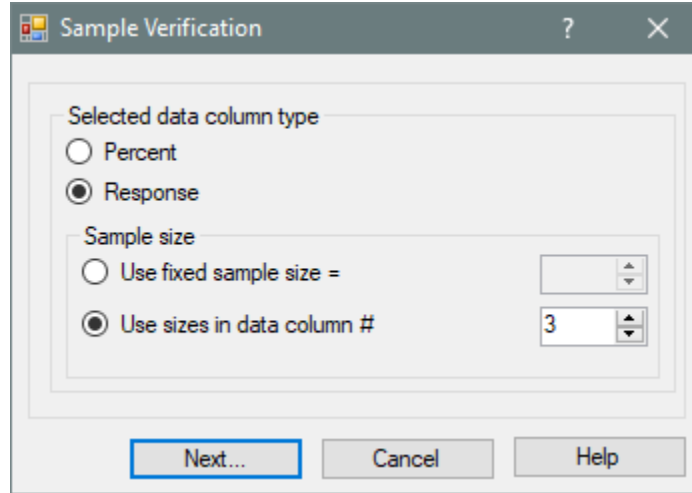 Sample Verification ?
Selected data column type
Percent
Response
Sample size
Use fixed sample size =
Use sizes in data column # 3
Next... Cancel Help